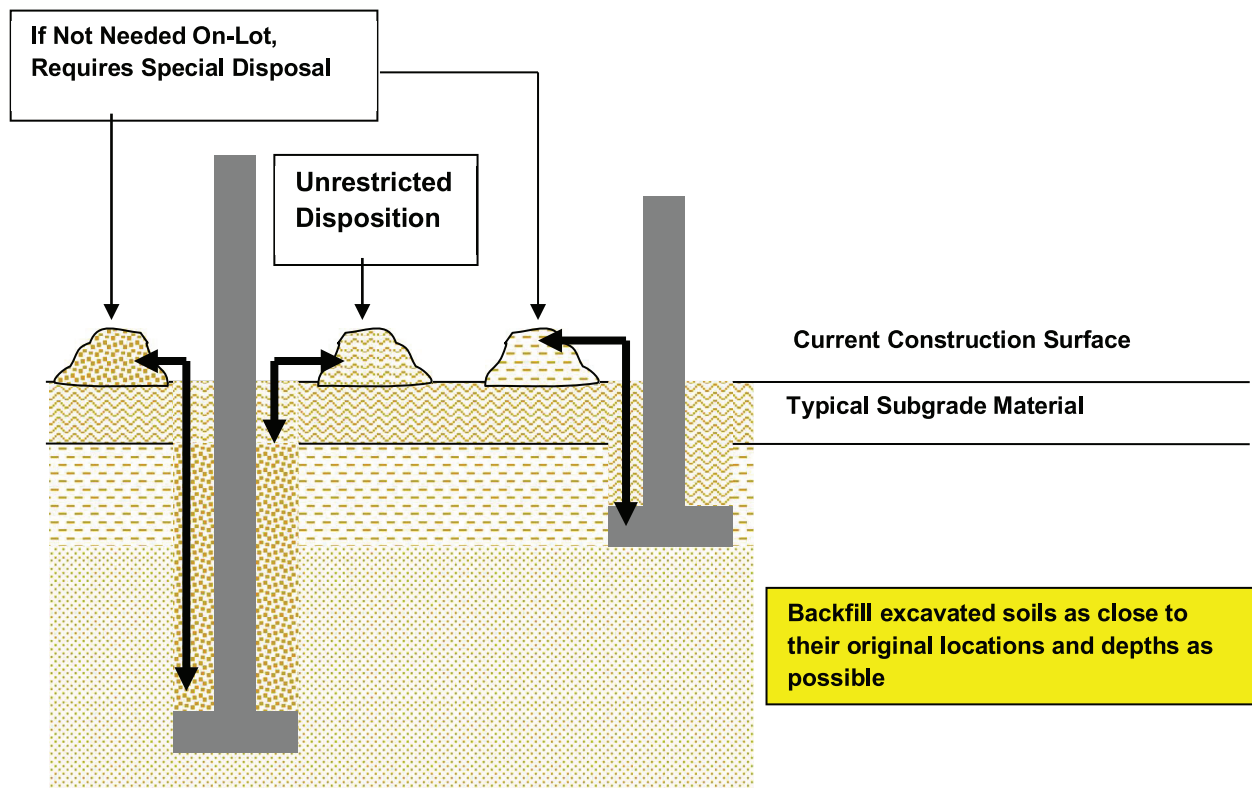 If Not Needed On-Lot,
Requires Special Disposal
Unrestricted
Disposition
Current Construction Surface
Typical Subgrade Material
Backfill excavated soils as close to
their original locations and depths as
possible